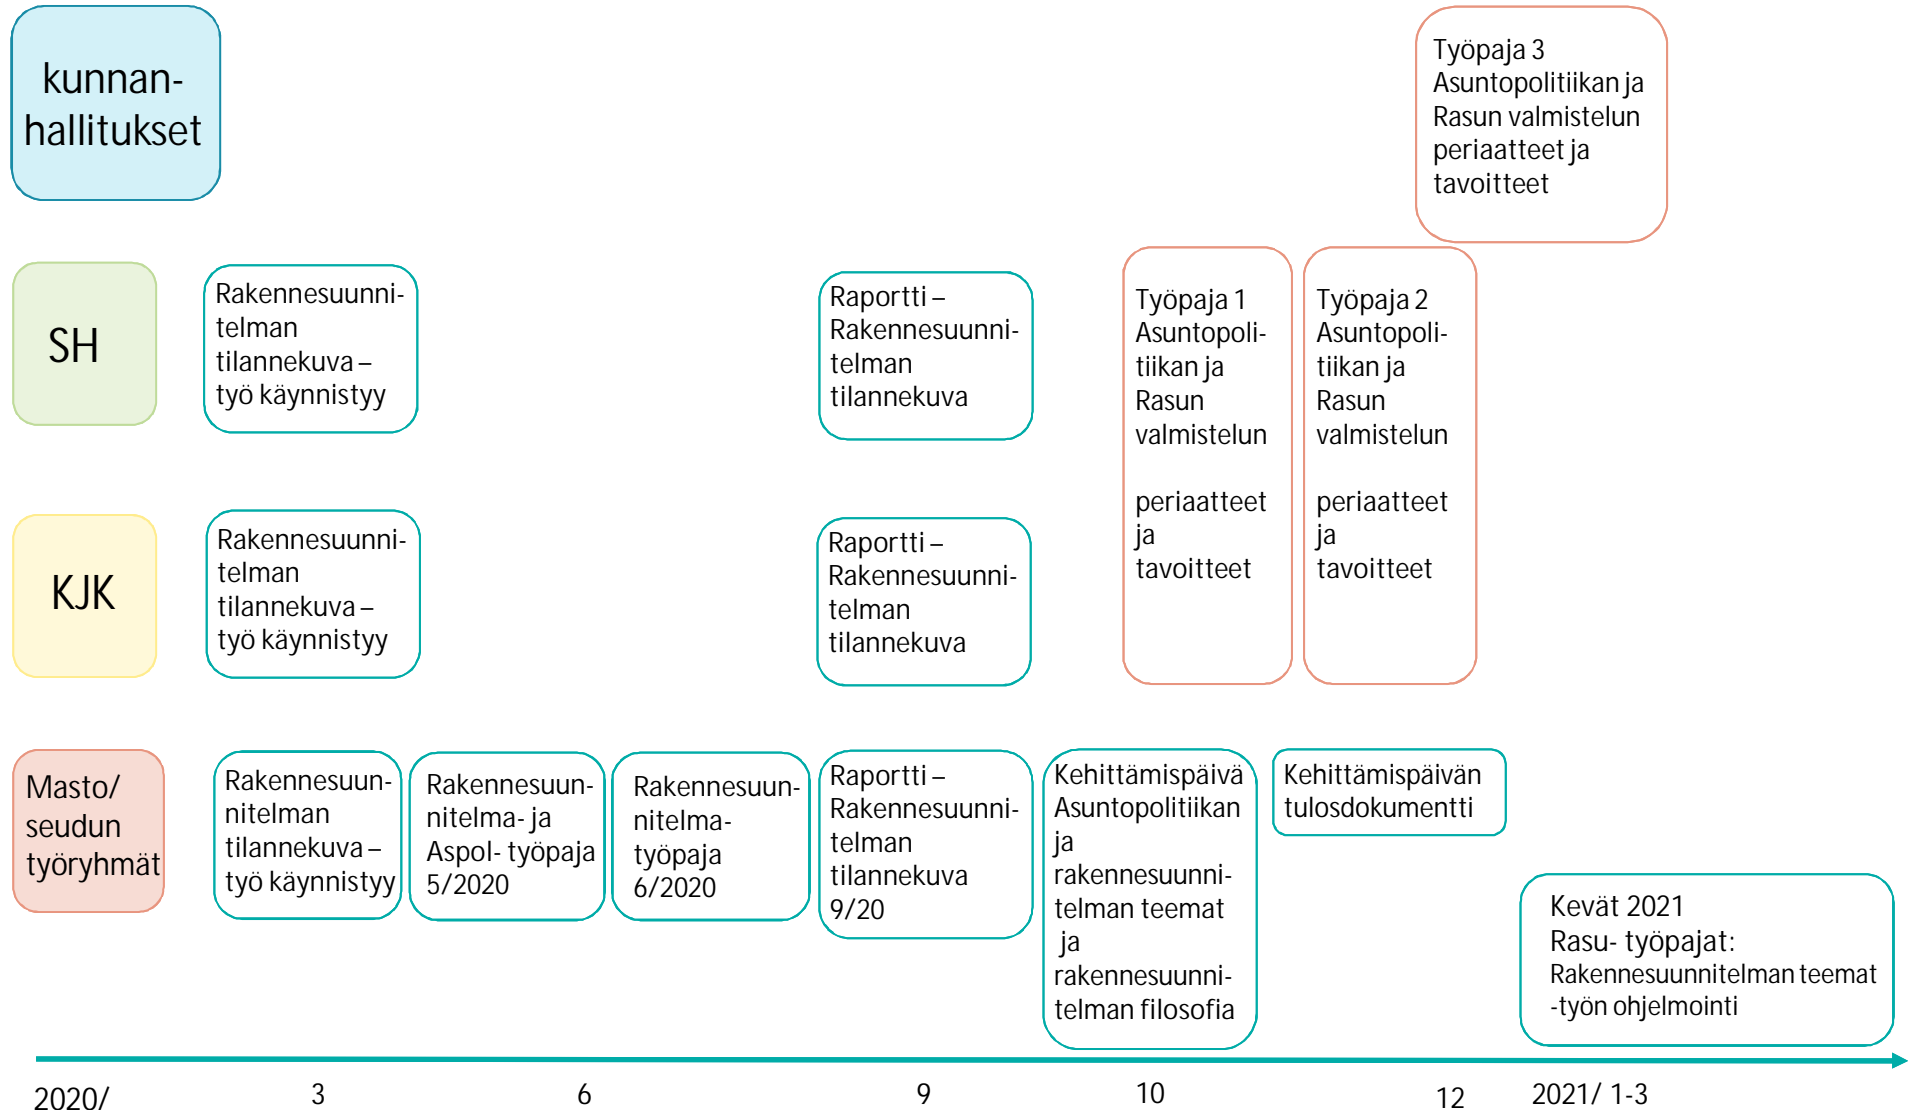 kunnan-
hallitukset
Työpaja 3
Asuntopolitiikan ja
Rasun valmistelun
periaatteet ja
tavoitteet
SH
Rakennesuunni-
telman
tilannekuva –
työ käynnistyy
Raportti –
Rakennesuunni-
telman
tilannekuva
Työpaja 1
Asuntopoli-
tiikan ja
Rasun
valmistelun
periaatteet
ja
tavoitteet
Työpaja 2
Asuntopoli-
tiikan ja
Rasun
valmistelun
periaatteet
ja
tavoitteet
KJK
Rakennesuunni-
telman
tilannekuva –
työ käynnistyy
Raportti –
Rakennesuunni-
telman
tilannekuva
Masto/
seudun
työryhmät
Rakennesuun-
nitelman
tilannekuva –
työ käynnistyy
Rakennesuun-
nitelma- ja
Aspol- työpaja
5/2020
Rakennesuun-
nitelma-
työpaja
6/2020
Raportti –
Rakennesuunni-
telman
tilannekuva
9/20
Kehittämispäivä
Asuntopolitiikan
ja
rakennesuunni-
telman teemat
ja
rakennesuunni-
telman filosofia
Kehittämispäivän
tulosdokumentti
Kevät 2021
Rasu- työpajat:
Rakennesuunnitelman teemat
-työn ohjelmointi
2020/
3
6
9
10
12
2021/ 1-3